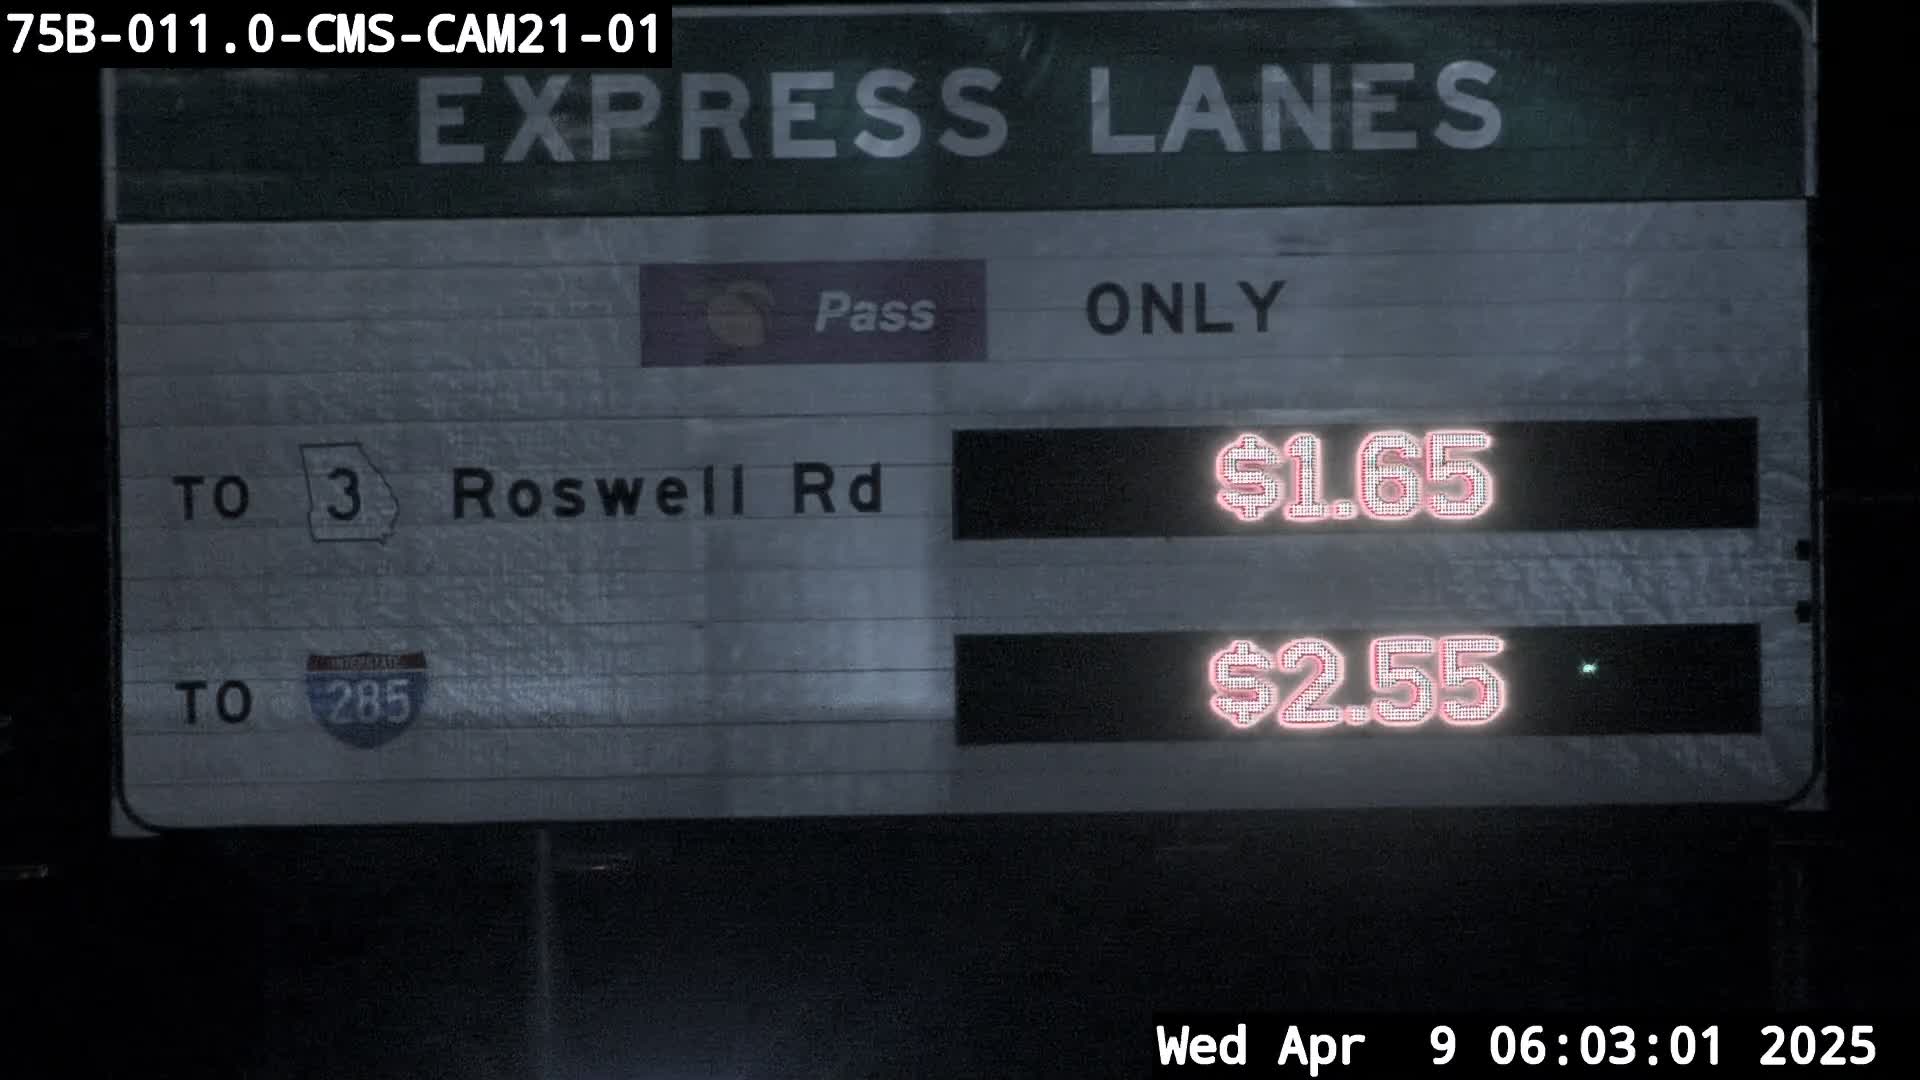 75B-011.0-CMS-CAM21-01
EXPRESS LANES
Pass ONLY
TO 3 Roswell Rd $1.65
INTERSTATE
TO 285 $2.55
Wed Apr 9 06:03:01 2025